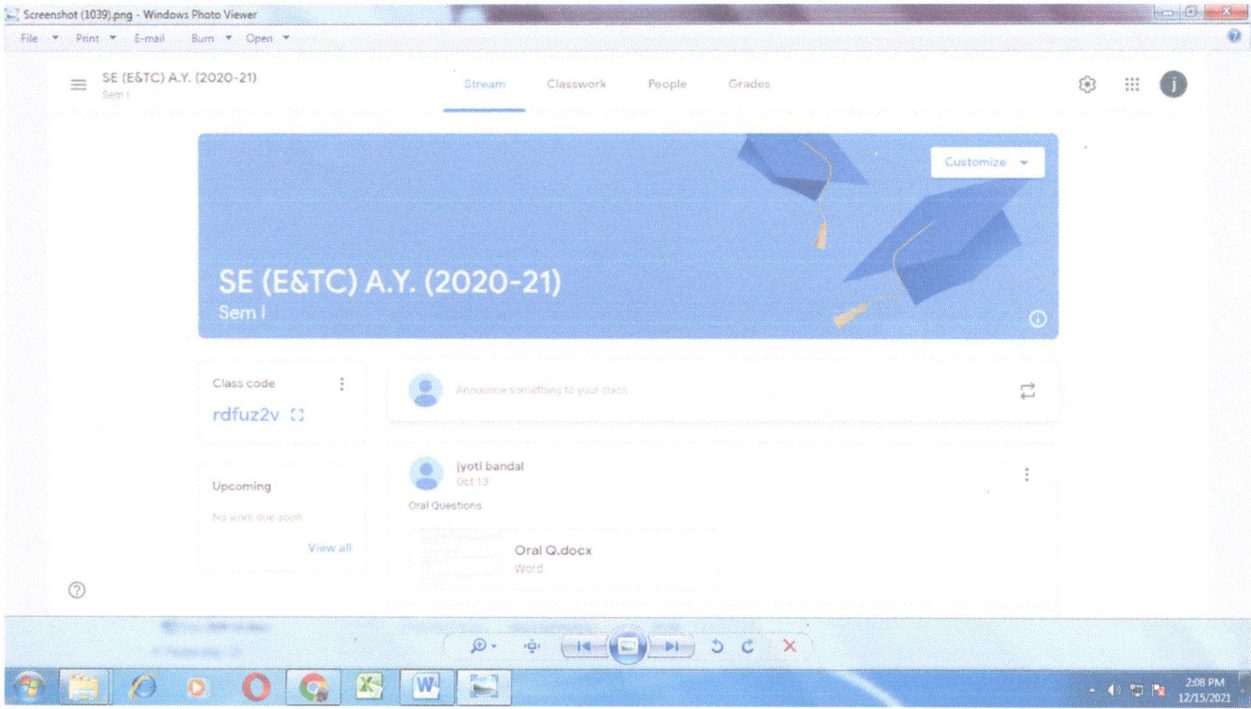 Screenshot (1039).png - Windows Photo Viewer
File Print E-mail Burn Open
SE (E&TC) A.Y. (2020-21)
Sem I
Stream Classwork People Grades
j
Customize
SE (E&TC) A.Y. (2020-21)
Sem I
Class code
rdfuz2v
Announce something to your class
Upcoming
No work due soon
View all
jyoti bandal
Oct 13
Oral Questions
Oral Q.docx
Word
2:08 PM
12/15/2021